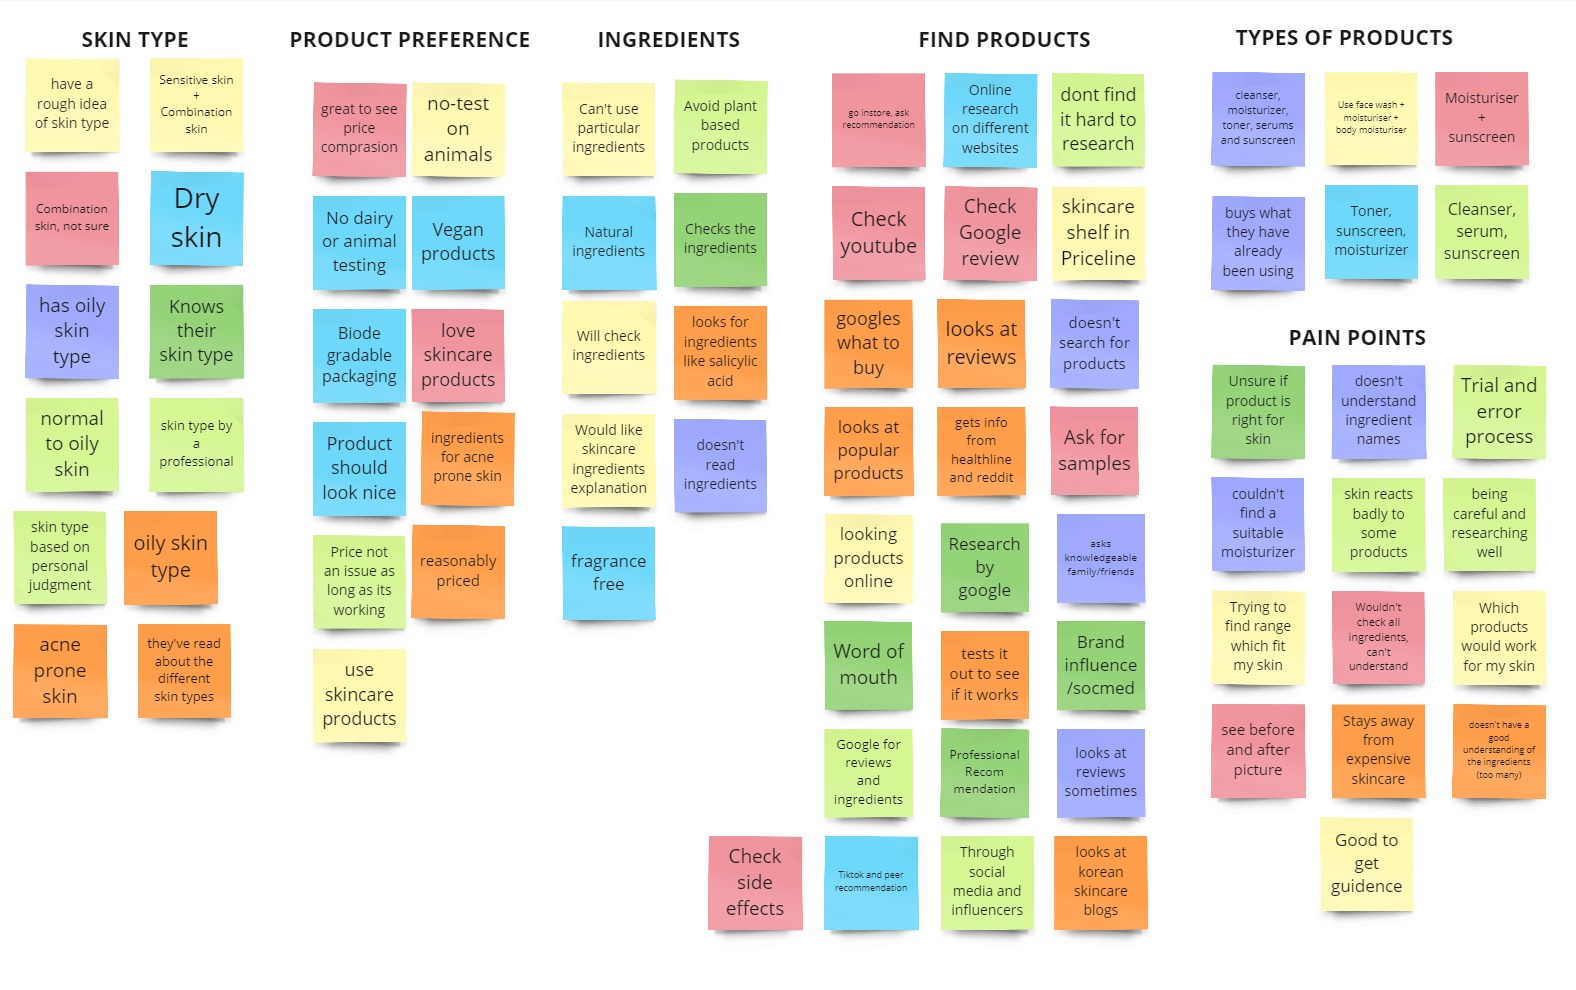 SKIN TYPE
have a
rough idea
of skin type
Sensitive skin
+
Combination
skin
Combination
skin, not sure
Dry
skin
has oily
skin
type
Knows
their
skin type
normal
to oily
skin
skin type by
a
professional
skin type
based on
personal
judgment
oily skin
type
acne
prone
skin
they've read
about the
different
skin types
PRODUCT PREFERENCE
great to see
price
comprasion
no-test
on
animals
No dairy
or animal
testing
Vegan
products
Biode
gradable
packaging
love
skincare
products
Product
should
look nice
ingredients
for acne
prone skin
Price not
an issue as
long as its
working
reasonably
priced
use
skincare
products
INGREDIENTS
Can't use
particular
ingredients
Avoid plant
based
products
Natural
ingredients
Checks the
ingredients
Will check
ingredients
looks for
ingredients
like salicylic
acid
Would like
skincare
ingredients
explanation
doesn't
read
ingredients
fragrance
free
FIND PRODUCTS
go instore, ask
recommendation
Online
research
on different
websites
dont find
it hard to
research
Check
youtube
Check
Google
review
skincare
shelf in
Priceline
googles
what to
buy
looks at
reviews
doesn't
search for
products
looks at
popular
products
gets info
from
healthline
and reddit
Ask for
samples
looking
products
online
Research
by
google
asks
knowledgeable
family/friends
Word of
mouth
tests it
out to see
if it works
Brand
influence
/socmed
Google for
reviews
and
ingredients
Professional
Recom
mendation
looks at
reviews
sometimes
Check
side
effects
Tiktok and peer
recommendation
Through
social
media and
influencers
looks at
korean
skincare
blogs
TYPES OF PRODUCTS
cleanser,
moisturizer,
toner, serums
and sunscreen
Use face wash +
moisturiser +
body moisturiser
Moisturiser
+
sunscreen
buys what
they have
already
been using
Toner,
sunscreen,
moisturizer
Cleanser,
serum,
sunscreen
PAIN POINTS
Unsure if
product is
right for
skin
doesn't
understand
ingredient
names
Trial and
error
process
couldn't
find a
suitable
moisturizer
skin reacts
badly to
some
products
being
careful and
researching
well
Trying to
find range
which fit
my skin
Wouldn't
check all
ingredients,
can't
understand
Which
products
would work
for my skin
see before
and after
picture
Stays away
from
expensive
skincare
doesn't have a
good
understanding of
the ingredients
(too many)
Good to
get
guidence